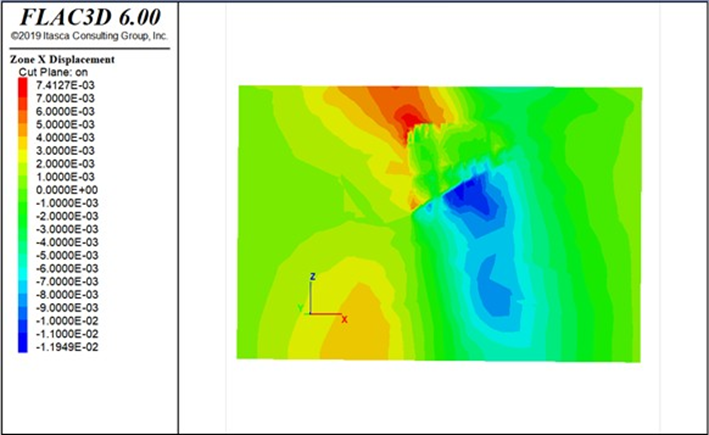 FLAC3D 6.00
©2019 Itasca Consulting Group, Inc.
Zone X Displacement
Cut Plane: on
7.4127E-03
7.0000E-03
6.0000E-03
5.0000E-03
4.0000E-03
3.0000E-03
2.0000E-03
1.0000E-03
0.0000E+00
-1.0000E-03
-2.0000E-03
-3.0000E-03
-4.0000E-03
-5.0000E-03
-6.0000E-03
-7.0000E-03
-8.0000E-03
-9.0000E-03
-1.0000E-02
-1.1000E-02
-1.1949E-02
Z
Y
X